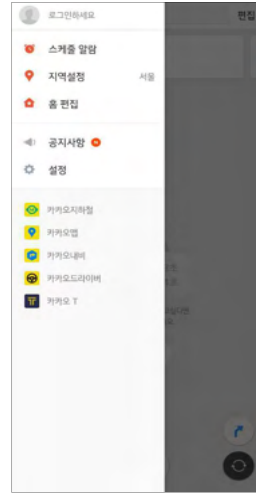 로그인하세요
편집
스케줄 알람
지역설정 서울
홈 편집
공지사항 N
설정
카카오지하철
카카오맵
카카오내비
카카오드라이버
카카오 T